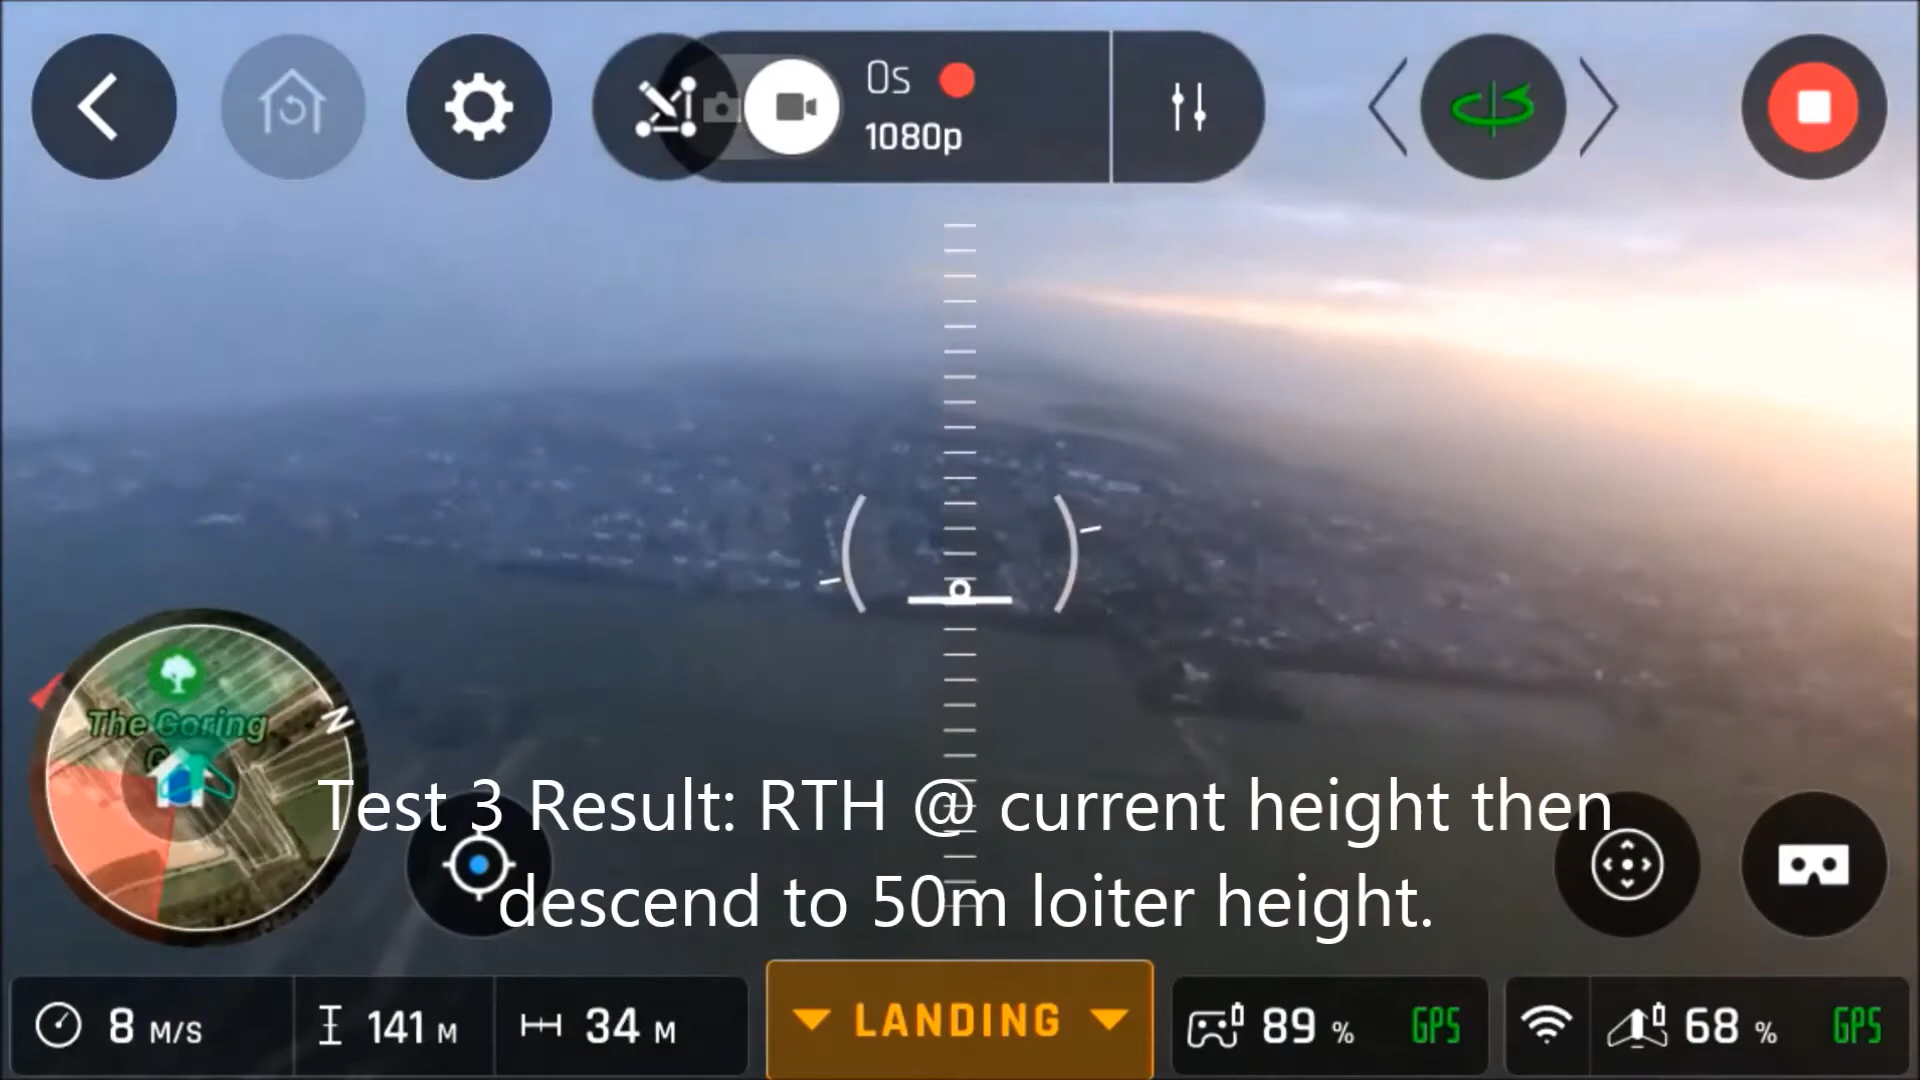 0s
1080p
The Goring
G
N
Test 3 Result: RTH @ current height then
descend to 50m loiter height.
8 M/S
141 M
34 M
LANDING
89 %
GPS
68 %
GPS